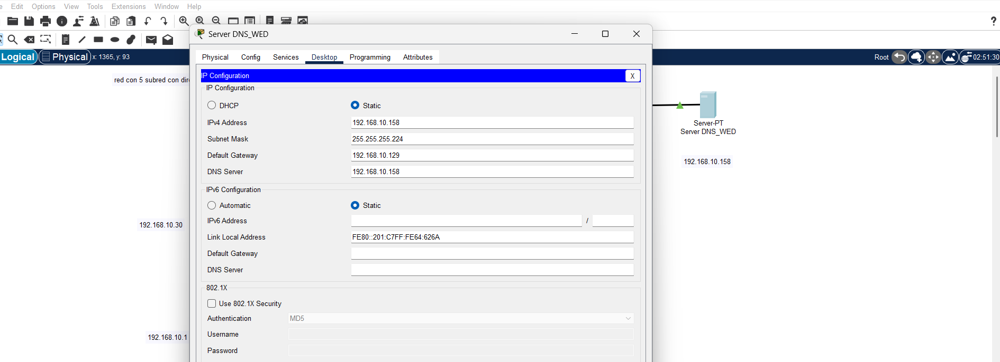 Edit Options View Tools Extensions Window Help
?
Server DNS_WED
Logical Physical x: 1365, y: 93
Root 02:51:30
Physical Config Services Desktop Programming Attributes
IP Configuration X
IP Configuration
red con 5 subred con dire
DHCP Static
IPv4 Address 192.168.10.158
Subnet Mask 255.255.255.224
Default Gateway 192.168.10.129
DNS Server 192.168.10.158
Server-PT
Server DNS_WED
192.168.10.158
IPv6 Configuration
Automatic Static
IPv6 Address /
Link Local Address FE80::201:C7FF:FE64:626A
Default Gateway
DNS Server
192.168.10.30
802.1X
Use 802.1X Security
Authentication MD5
Username
Password
192.168.10.1